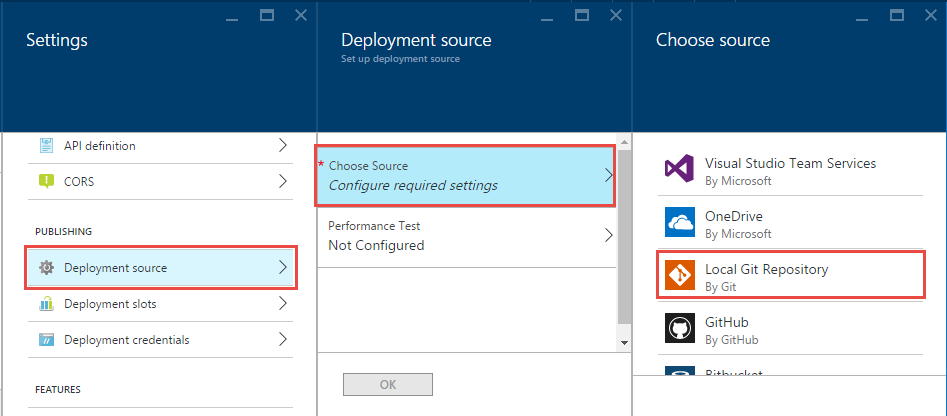 Settings
API definition
CORS
PUBLISHING
Deployment source
Deployment slots
Deployment credentials
FEATURES
Deployment source
Set up deployment source
* Choose Source
Configure required settings
Performance Test
Not Configured
OK
Choose source
Visual Studio Team Services
By Microsoft
OneDrive
By Microsoft
Local Git Repository
By Git
GitHub
By GitHub
Bitbucket